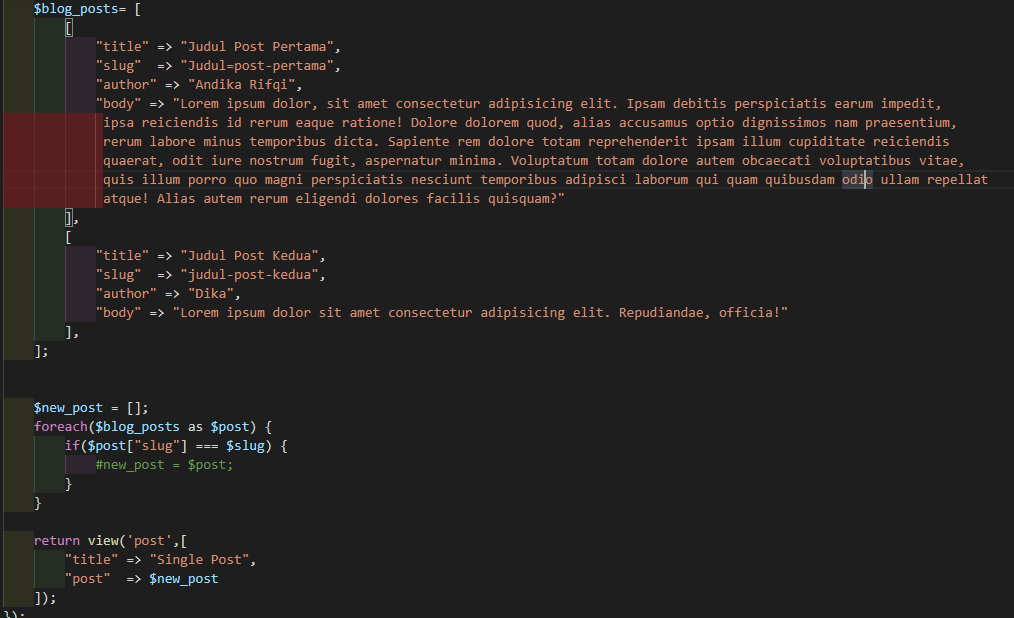 $blog_posts= [
[
"title" => "Judul Post Pertama",
"slug"  => "Judul=post-pertama",
"author" => "Andika Rifqi",
"body" => "Lorem ipsum dolor, sit amet consectetur adipisicing elit. Ipsam debitis perspiciatis earum impedit,
ipsa reiciendis id rerum eaque ratione! Dolore dolorem quod, alias accusamus optio dignissimos nam praesentium,
rerum labore minus temporibus dicta. Sapiente rem dolore totam reprehenderit ipsam illum cupiditate reiciendis
quaerat, odit iure nostrum fugit, aspernatur minima. Voluptatum totam dolore autem obcaecati voluptatibus vitae,
quis illum porro quo magni perspiciatis nesciunt temporibus adipisci laborum qui quam quibusdam odio ullam repellat
atque! Alias autem rerum eligendi dolores facilis quisquam?"
],
[
"title" => "Judul Post Kedua",
"slug"  => "judul-post-kedua",
"author" => "Dika",
"body" => "Lorem ipsum dolor sit amet consectetur adipisicing elit. Repudiandae, officia!"
],
];
$new_post = [];
foreach($blog_posts as $post) {
if($post["slug"] === $slug) {
#new_post = $post;
}
}
return view('post',[
"title" => "Single Post",
"post"  => $new_post
]);
});